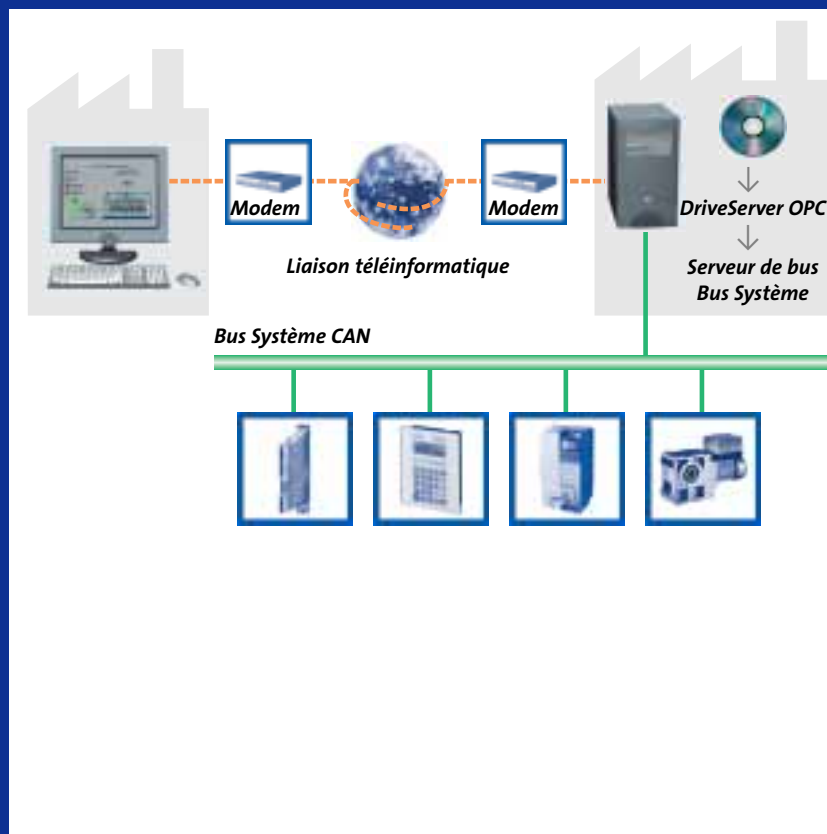 Modem
Modem
DriveServer OPC
Liaison téléinformatique
Serveur de bus
Bus Système
Bus Système CAN